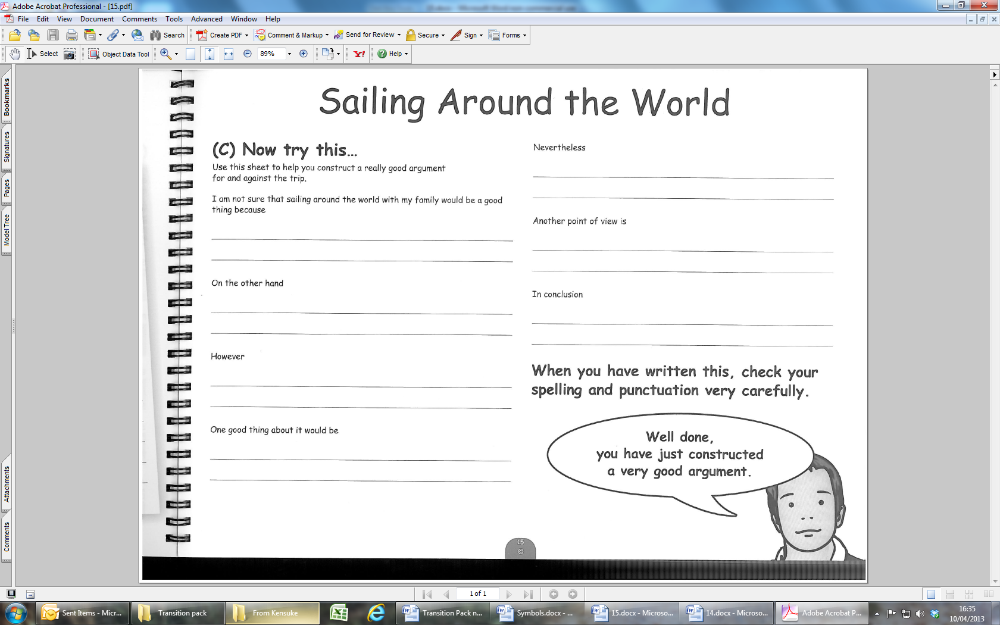 Adobe Acrobat Professional - [15.pdf]
File Edit View Document Comments Tools Advanced Window Help
Search Create PDF Comment & Markup Send for Review Secure Sign Forms
Select Object Data Tool 89% Y! Help
Bookmarks
Signatures
Pages
Model Tree
Attachments
Comments
Sailing Around the World
(C) Now try this...
Use this sheet to help you construct a really good argument
for and against the trip.
I am not sure that sailing around the world with my family would be a good
thing because
On the other hand
However
One good thing about it would be
Nevertheless
Another point of view is
In conclusion
When you have written this, check your
spelling and punctuation very carefully.
Well done,
you have just constructed
a very good argument.
15
©
1 of 1
Sent Items - Micr...
Transition pack
From Kensuke
Transition Pack n...
Symbols.docx - ...
15.docx - Microso...
14.docx - Microso...
Adobe Acrobat P...
16:35
10/04/2013